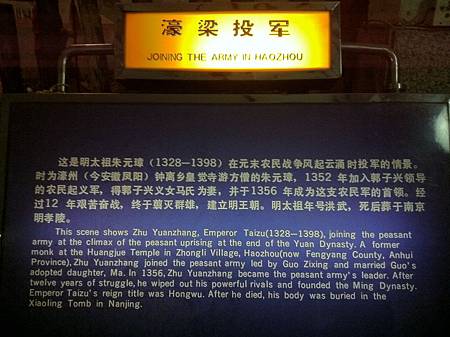 濠梁投军
JOINING THE ARMY IN HAOZHOU
这是明太祖朱元璋（1328—1398）在元末农民战争风起云涌时投军的情景。
时为濠州（今安徽凤阳）钟离乡皇觉寺游方僧的朱元璋，1352 年加入郭子兴领导
的农民起义军，得郭子兴义女马氏为妻，并于1356 年成为这支农民军的首领。经
过12 年艰苦奋战，终于翦灭群雄，建立明王朝。明太祖年号洪武，死后葬于南京
明孝陵。
This scene shows Zhu Yuanzhang, Emperor Taizu(1328—1398), joining the peasant
army at the climax of the peasant uprising at the end of the Yuan Dynasty. A former
monk at the Huangjue Temple in Zhongli Village, Haozhou(now Fengyang County, Anhui
Province),Zhu Yuanzhang joined the peasant army led by Guo Zixing and married Guo's
adopted daughter, Ma. In 1356,Zhu Yuanzhang became the peasant army's leader. After
twelve years of struggle,he wiped out his powerful rivals and founded the Ming Dynasty.
Emperor Taizu's reign title was Hongwu. After he died, his body was buried in the
Xiaoling Tomb in Nanjing.